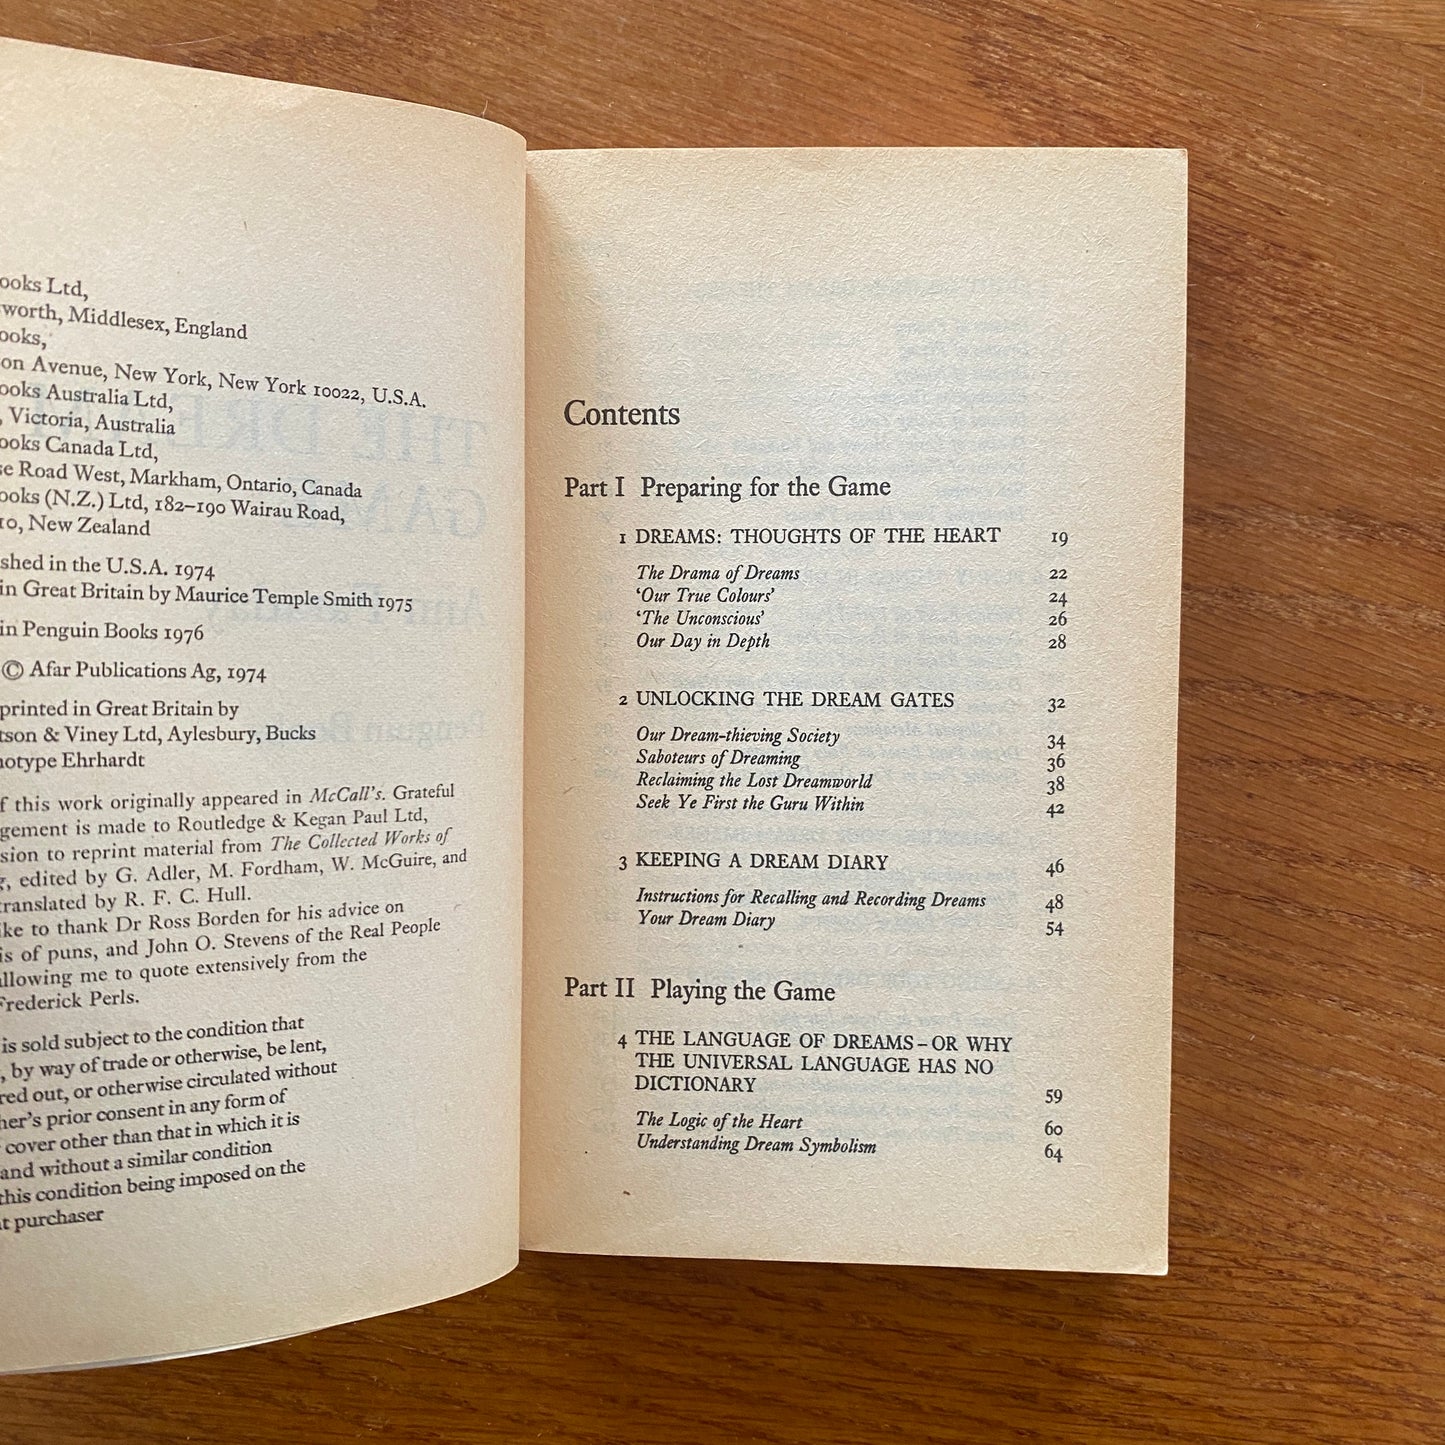 ooks Ltd,
sworth, Middlesex, England
ooks,
on Avenue, New York, New York 10022, U.S.A.
ooks Australia Ltd,
, Victoria, Australia
ooks Canada Ltd,
se Road West, Markham, Ontario, Canada
ooks (N.Z.) Ltd, 182–190 Wairau Road,
10, New Zealand
shed in the U.S.A. 1974
in Great Britain by Maurice Temple Smith 1975
in Penguin Books 1976
© Afar Publications Ag, 1974
printed in Great Britain by
tson & Viney Ltd, Aylesbury, Bucks
notype Ehrhardt
f this work originally appeared in McCall's. Grateful
gement is made to Routledge & Kegan Paul Ltd,
sion to reprint material from The Collected Works of
g, edited by G. Adler, M. Fordham, W. McGuire, and
translated by R. F. C. Hull.
ike to thank Dr Ross Borden for his advice on
is of puns, and John O. Stevens of the Real People
allowing me to quote extensively from the
Frederick Perls.
is sold subject to the condition that
, by way of trade or otherwise, be lent,
red out, or otherwise circulated without
her's prior consent in any form of
cover other than that in which it is
and without a similar condition
this condition being imposed on the
t purchaser
Contents
Part I Preparing for the Game
1 DREAMS: THOUGHTS OF THE HEART 19
The Drama of Dreams 22
'Our True Colours' 24
'The Unconscious' 26
Our Day in Depth 28
2 UNLOCKING THE DREAM GATES 32
Our Dream-thieving Society 34
Saboteurs of Dreaming 36
Reclaiming the Lost Dreamworld 38
Seek Ye First the Guru Within 42
3 KEEPING A DREAM DIARY 46
Instructions for Recalling and Recording Dreams 48
Your Dream Diary 54
Part II Playing the Game
4 THE LANGUAGE OF DREAMS – OR WHY
THE UNIVERSAL LANGUAGE HAS NO
DICTIONARY 59
The Logic of the Heart 60
Understanding Dream Symbolism 64